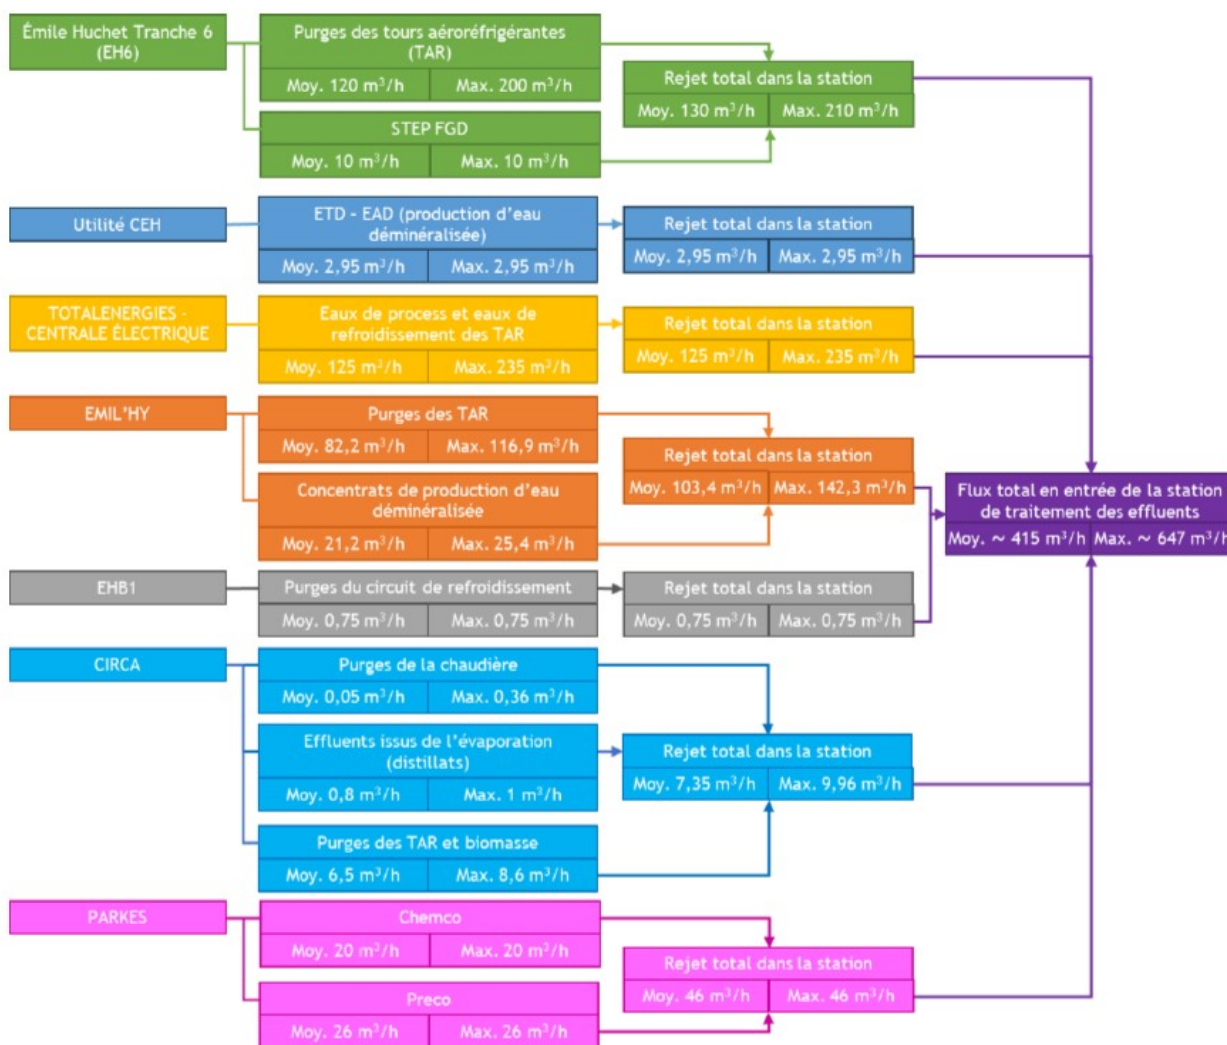 Émile Huchet Tranche 6
(EH6)
Purges des tours aéroréfrigérantes
(TAR)
Moy. 120 m³/h Max. 200 m³/h
STEP FGD
Moy. 10 m³/h Max. 10 m³/h
Rejet total dans la station
Moy. 130 m³/h Max. 210 m³/h
Utilité CEH
ETD - EAD (production d'eau
déminéralisée)
Moy. 2,95 m³/h Max. 2,95 m³/h
Rejet total dans la station
Moy. 2,95 m³/h Max. 2,95 m³/h
TOTALENERGIES -
CENTRALE ÉLECTRIQUE
Eaux de process et eaux de
refroidissement des TAR
Moy. 125 m³/h Max. 235 m³/h
Rejet total dans la station
Moy. 125 m³/h Max. 235 m³/h
EMIL'HY
Purges des TAR
Moy. 82,2 m³/h Max. 116,9 m³/h
Concentrats de production d'eau
déminéralisée
Moy. 21,2 m³/h Max. 25,4 m³/h
Rejet total dans la station
Moy. 103,4 m³/h Max. 142,3 m³/h
EHB1
Purges du circuit de refroidissement
Moy. 0,75 m³/h Max. 0,75 m³/h
Rejet total dans la station
Moy. 0,75 m³/h Max. 0,75 m³/h
CIRCA
Purges de la chaudière
Moy. 0,05 m³/h Max. 0,36 m³/h
Effluents issus de l'évaporation
(distillats)
Moy. 0,8 m³/h Max. 1 m³/h
Purges des TAR et biomasse
Moy. 6,5 m³/h Max. 8,6 m³/h
Rejet total dans la station
Moy. 7,35 m³/h Max. 9,96 m³/h
PARKES
Chemco
Moy. 20 m³/h Max. 20 m³/h
Preco
Moy. 26 m³/h Max. 26 m³/h
Rejet total dans la station
Moy. 46 m³/h Max. 46 m³/h
Flux total en entrée de la station
de traitement des effluents
Moy. ~ 415 m³/h Max. ~ 647 m³/h